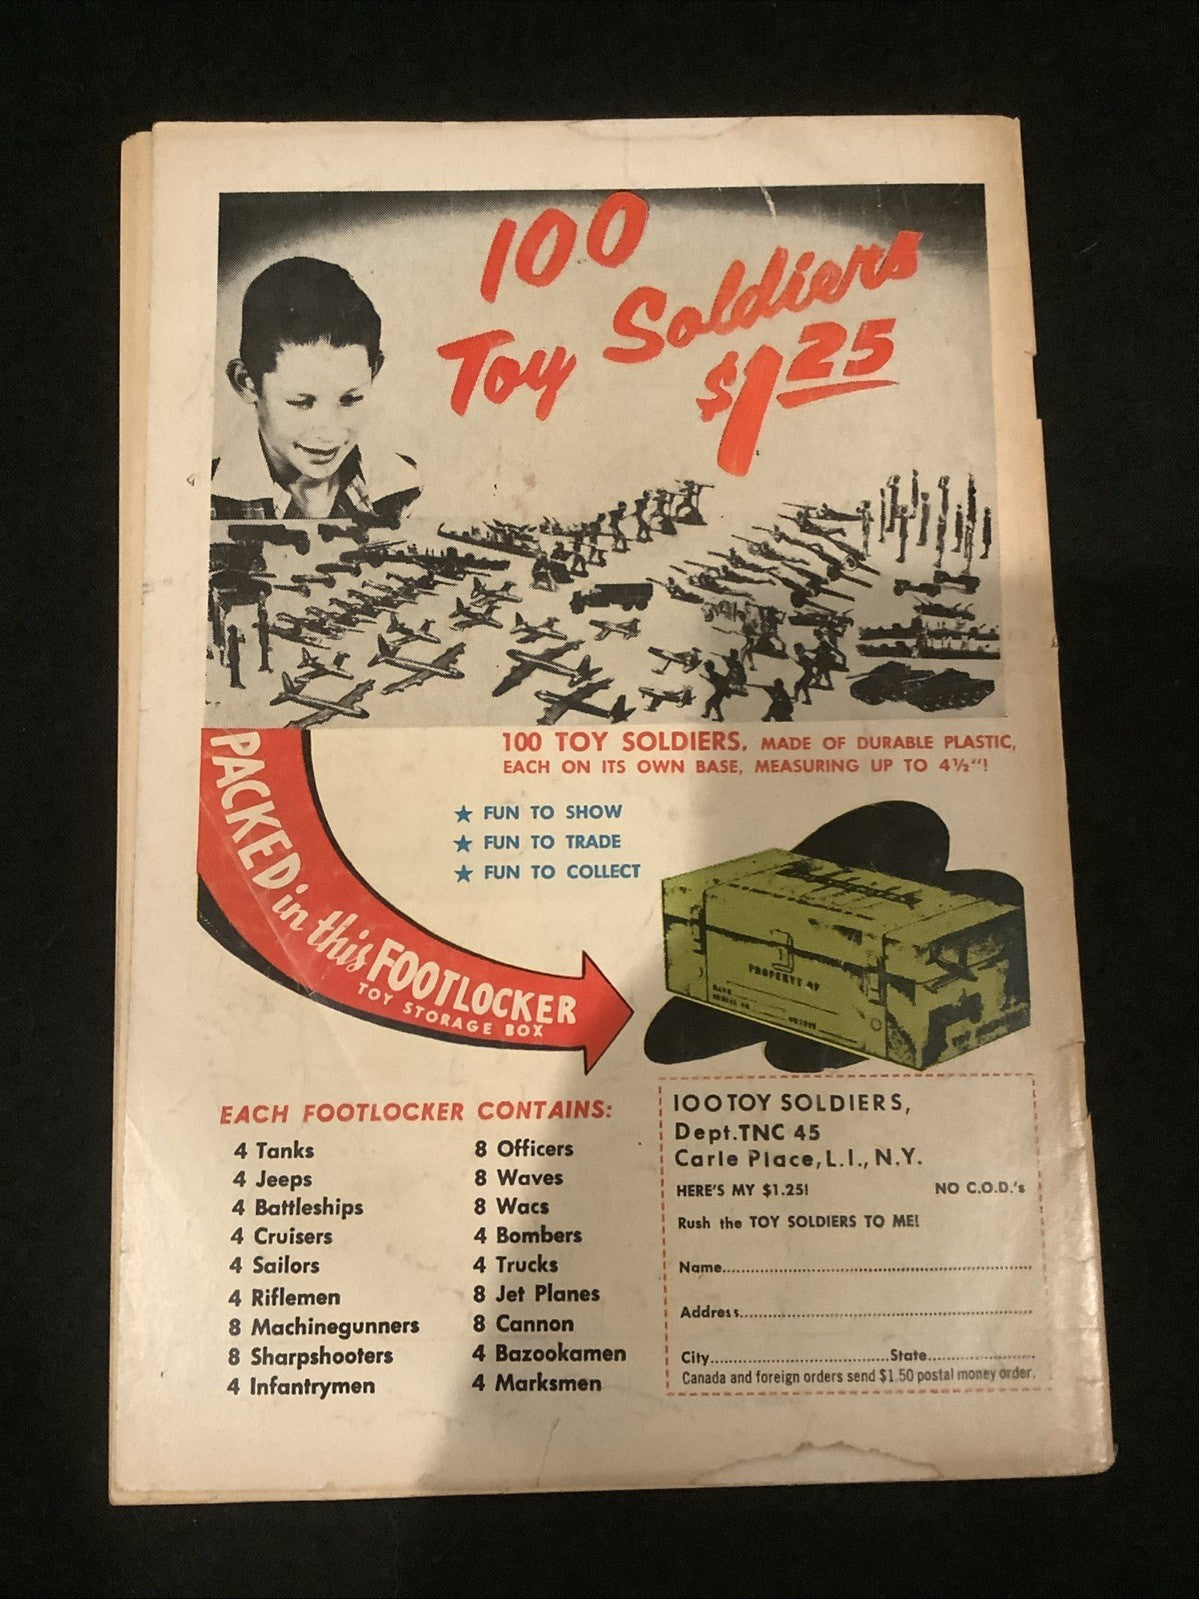 100
Toy Soldiers
$1.25
100 TOY SOLDIERS, MADE OF DURABLE PLASTIC,
EACH ON ITS OWN BASE, MEASURING UP TO 4½"!
★ FUN TO SHOW
★ FUN TO TRADE
★ FUN TO COLLECT
PACKED in this FOOTLOCKER
TOY STORAGE BOX
PROPERTY OF
EACH FOOTLOCKER CONTAINS:
4 Tanks
4 Jeeps
4 Battleships
4 Cruisers
4 Sailors
4 Riflemen
8 Machinegunners
8 Sharpshooters
4 Infantrymen
8 Officers
8 Waves
8 Wacs
4 Bombers
4 Trucks
8 Jet Planes
8 Cannon
4 Bazookamen
4 Marksmen
100 TOY SOLDIERS,
Dept. TNC 45
Carle Place, L.I., N.Y.
HERE'S MY $1.25! NO C.O.D.'s
Rush the TOY SOLDIERS TO ME!
Name
Address
City State
Canada and foreign orders send $1.50 postal money order.